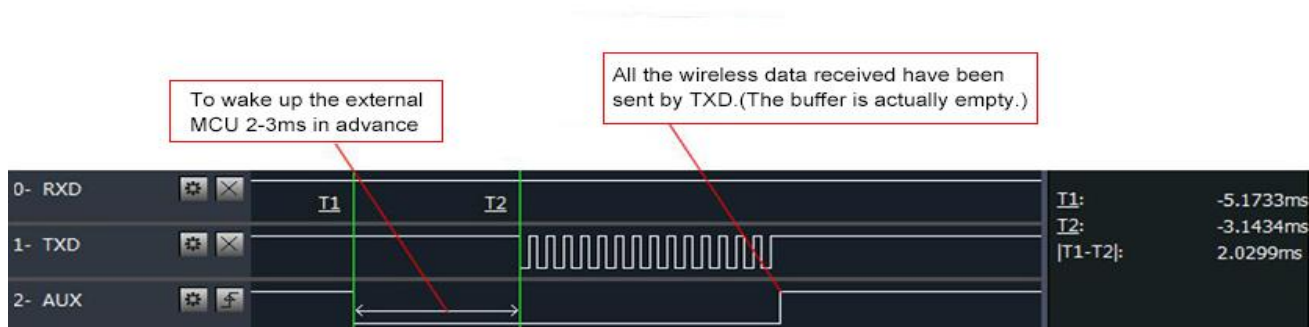 To wake up the external
MCU 2-3ms in advance
All the wireless data received have been
sent by TXD.(The buffer is actually empty.)
0- RXD
T1
T2
T1: -5.1733ms
T2: -3.1434ms
|T1-T2|: 2.0299ms
1- TXD
2- AUX